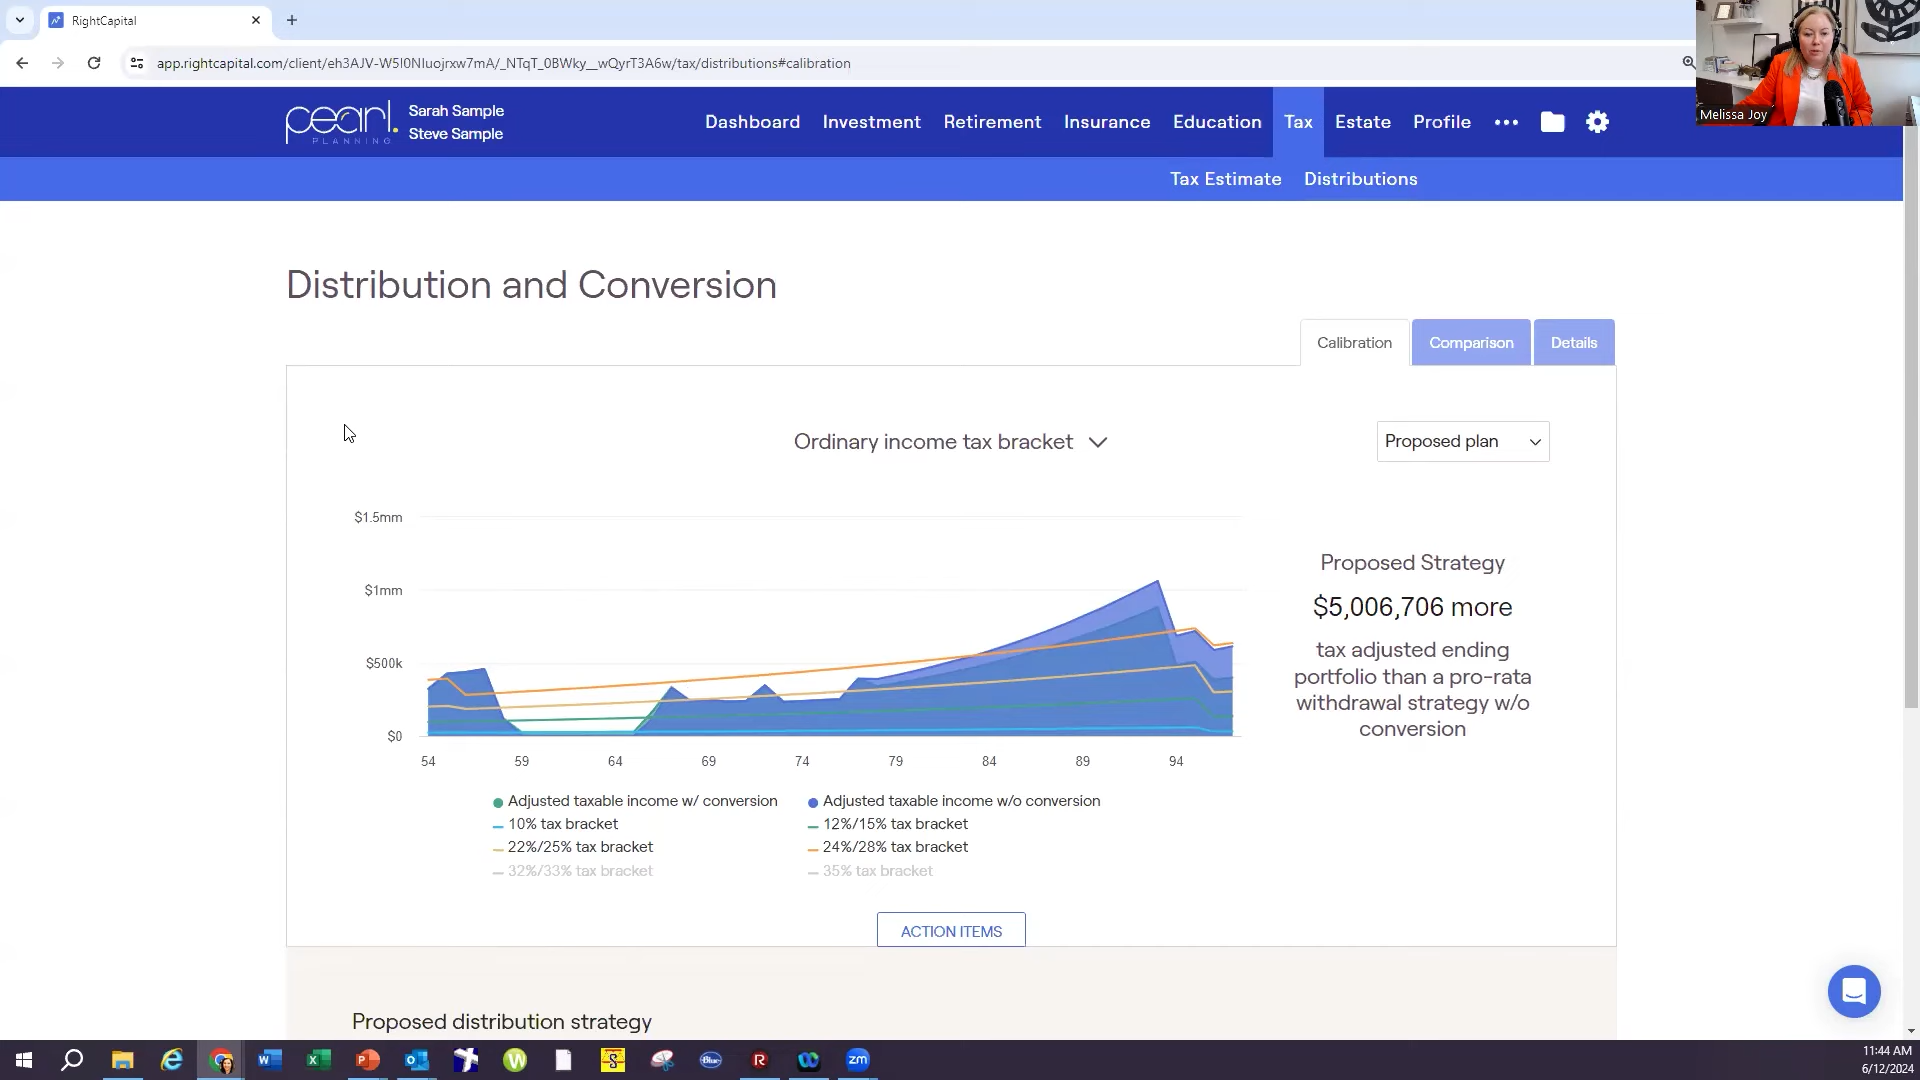 RightCapital
app.rightcapital.com/client/eh3AJV-W5I0NIuojrxw7mA/_NTqT_0BWky__wQyrT3A6w/tax/distributions#calibration
Melissa Joy
pearl.
PLANNING
Sarah Sample
Steve Sample
Dashboard Investment Retirement Insurance Education Tax Estate Profile
Tax Estimate Distributions
Distribution and Conversion
Calibration Comparison Details
Ordinary income tax bracket
Proposed plan
$1.5mm
$1mm
$500k
$0
54 59 64 69 74 79 84 89 94
Proposed Strategy
$5,006,706 more
tax adjusted ending
portfolio than a pro-rata
withdrawal strategy w/o
conversion
Adjusted taxable income w/ conversion Adjusted taxable income w/o conversion
10% tax bracket 12%/15% tax bracket
22%/25% tax bracket 24%/28% tax bracket
32%/33% tax bracket 35% tax bracket
ACTION ITEMS
Proposed distribution strategy
zm
11:44 AM
6/12/2024